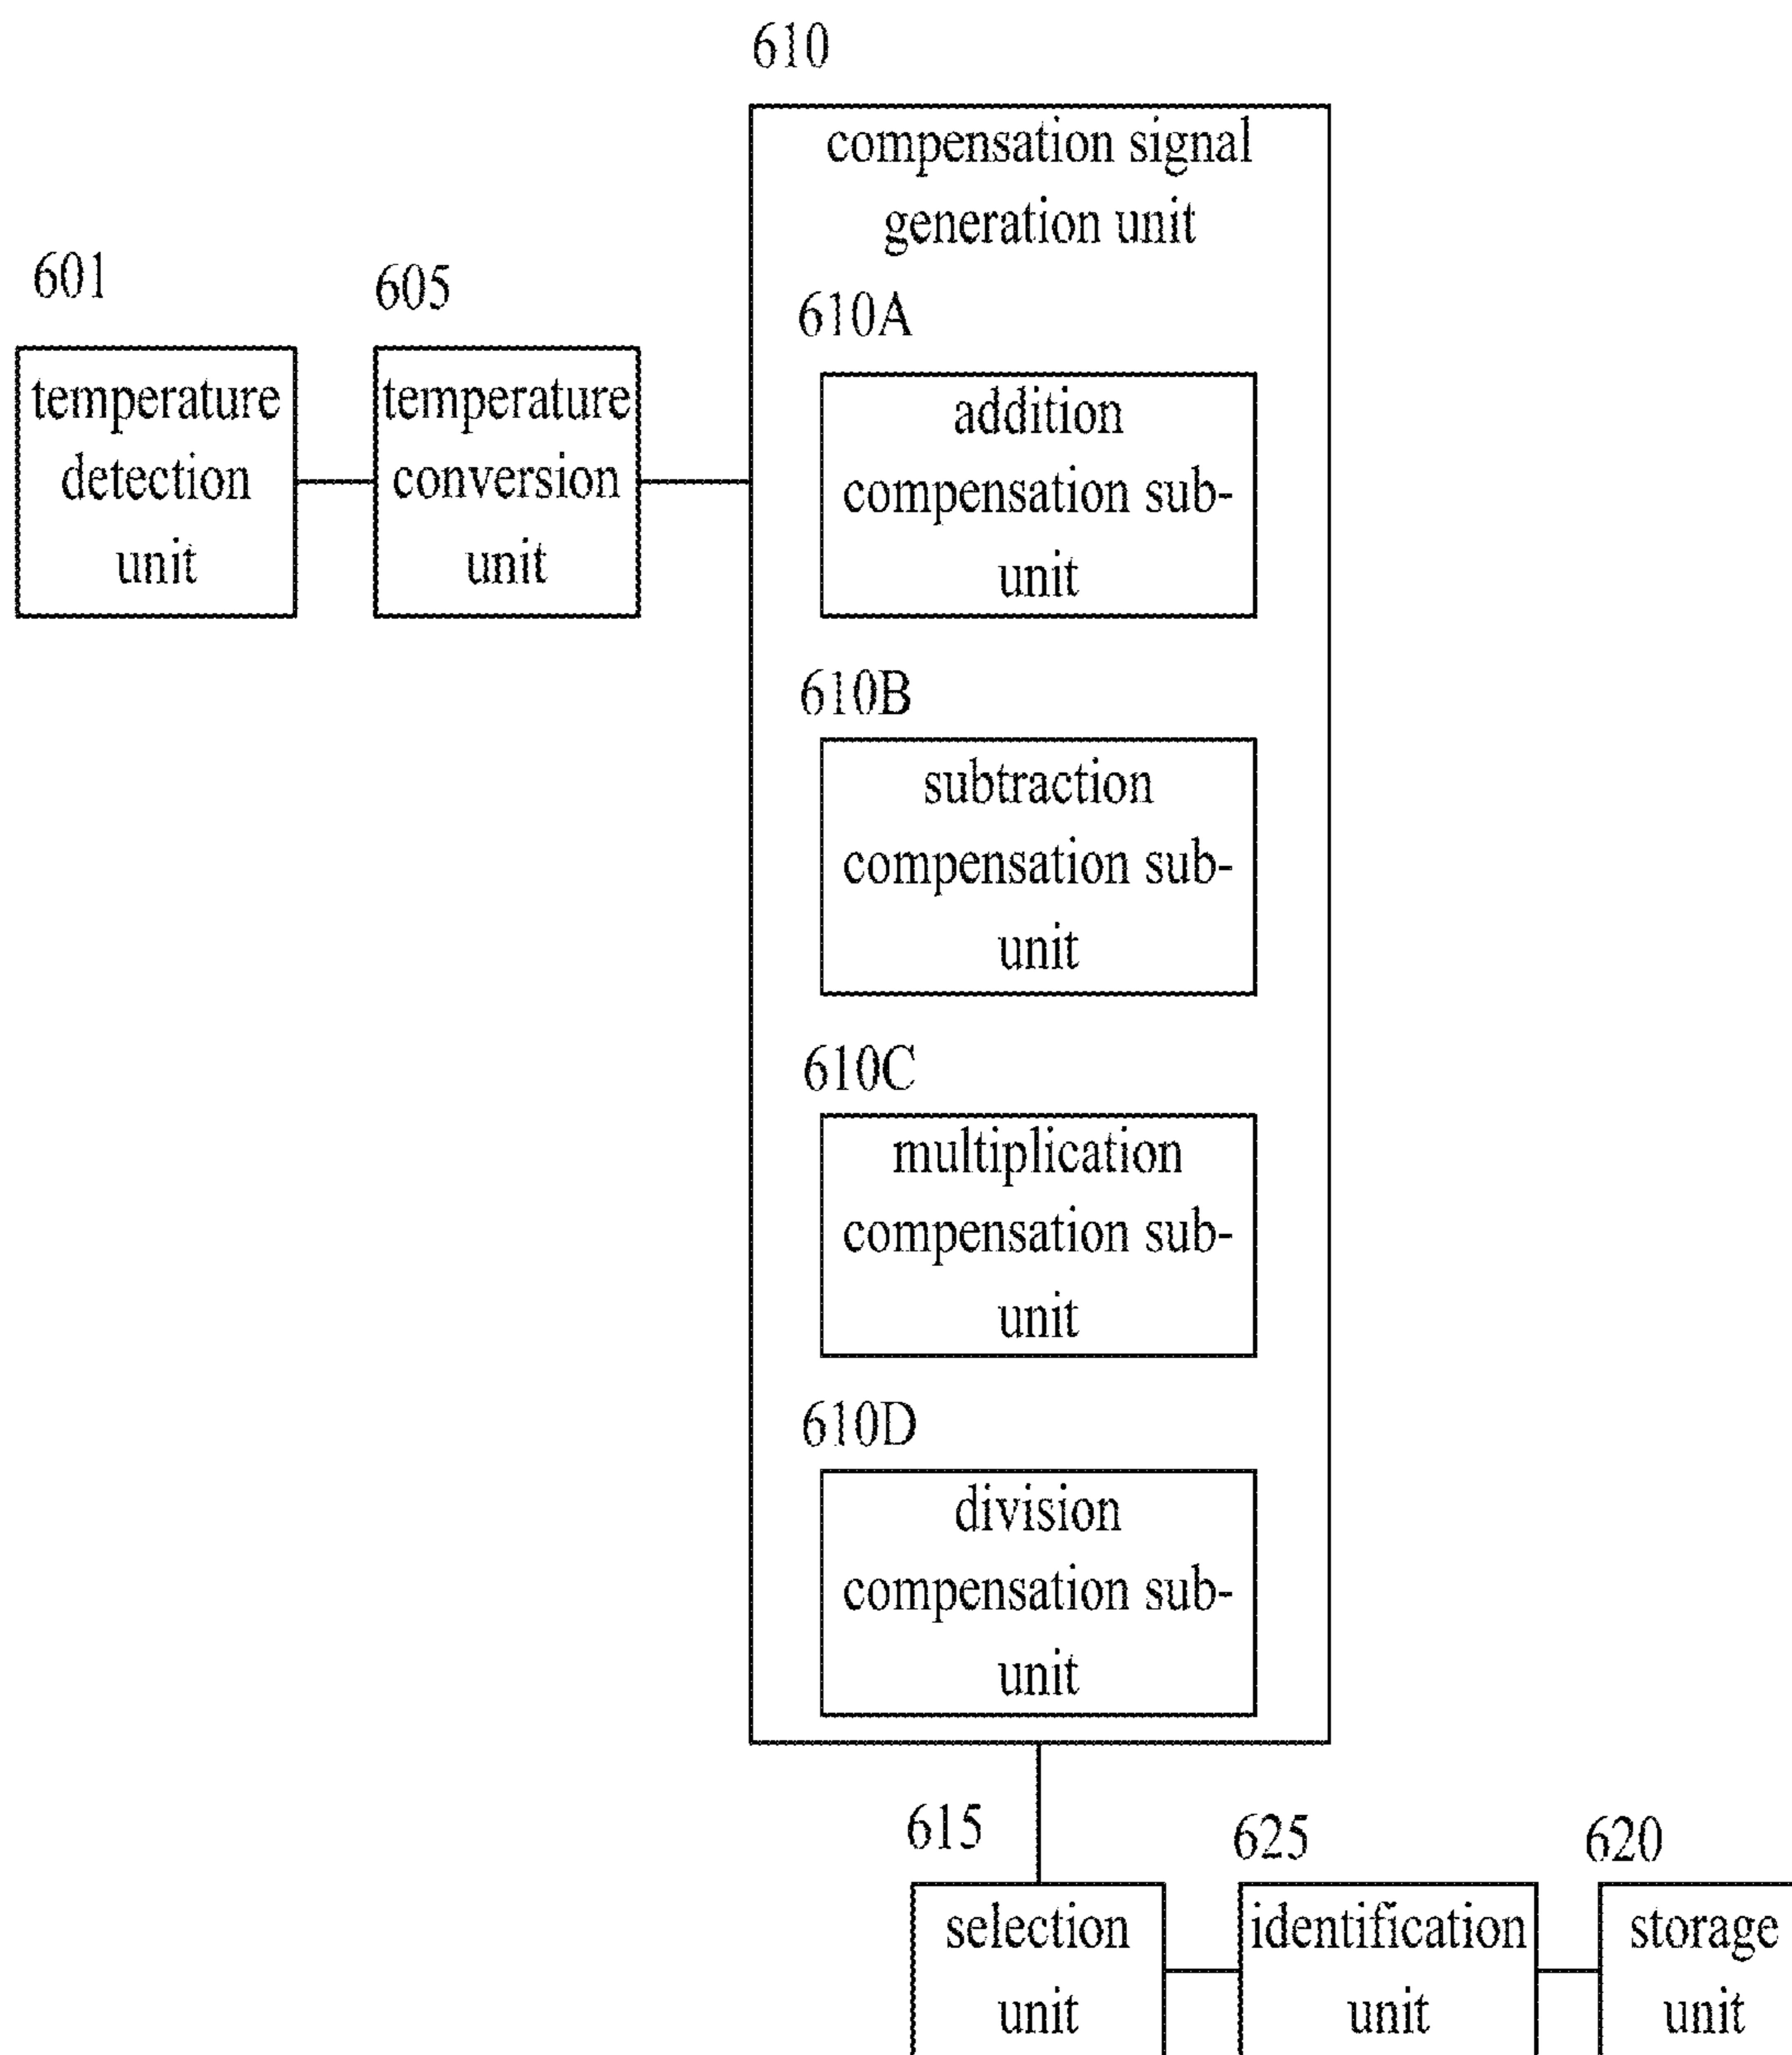 610
compensation signal
generation unit
601
605
temperature
detection
unit
temperature
conversion
unit
610A
addition
compensation sub-
unit
610B
subtraction
compensation sub-
unit
610C
multiplication
compensation sub-
unit
610D
division
compensation sub-
unit
615
625
620
selection
unit
identification
unit
storage
unit